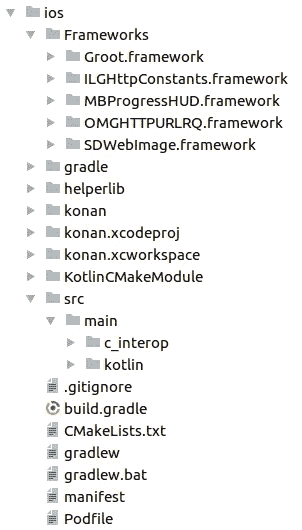 ios
Frameworks
Groot.framework
ILGHttpConstants.framework
MBProgressHUD.framework
OMGHTTPURLRQ.framework
SDWebImage.framework
gradle
helperlib
konan
konan.xcodeproj
konan.xcworkspace
KotlinCMakeModule
src
main
c_interop
kotlin
.gitignore
build.gradle
CMakeLists.txt
gradlew
gradlew.bat
manifest
Podfile